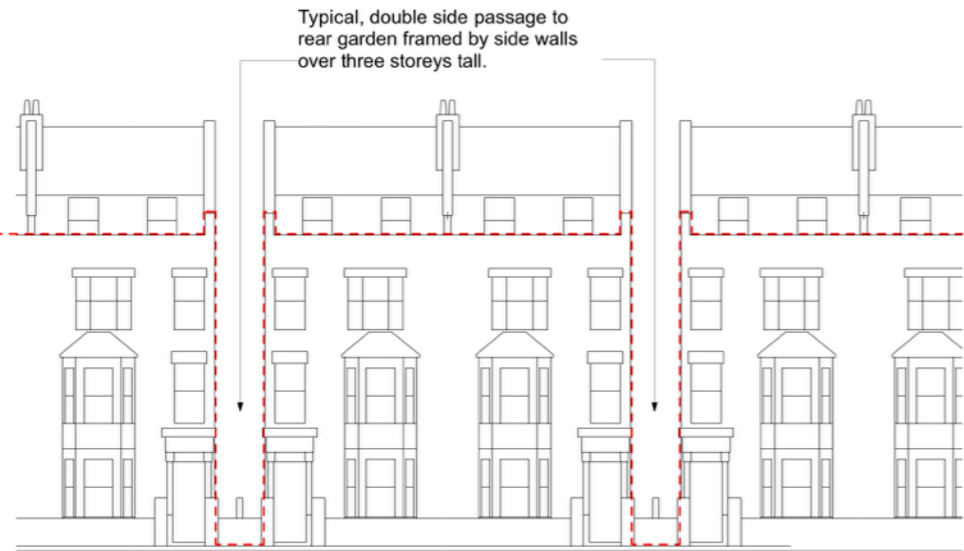 Typical, double side passage to
rear garden framed by side walls
over three storeys tall.